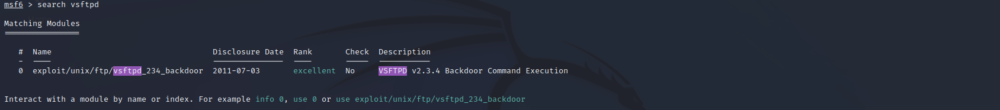 msf6 > search vsftpd
Matching Modules
================
# Name Disclosure Date Rank Check Description
- ---- --------------- ---- ----- -----------
0 exploit/unix/ftp/vsftpd_234_backdoor 2011-07-03 excellent No VSFTPD v2.3.4 Backdoor Command Execution
Interact with a module by name or index. For example info 0, use 0 or use exploit/unix/ftp/vsftpd_234_backdoor